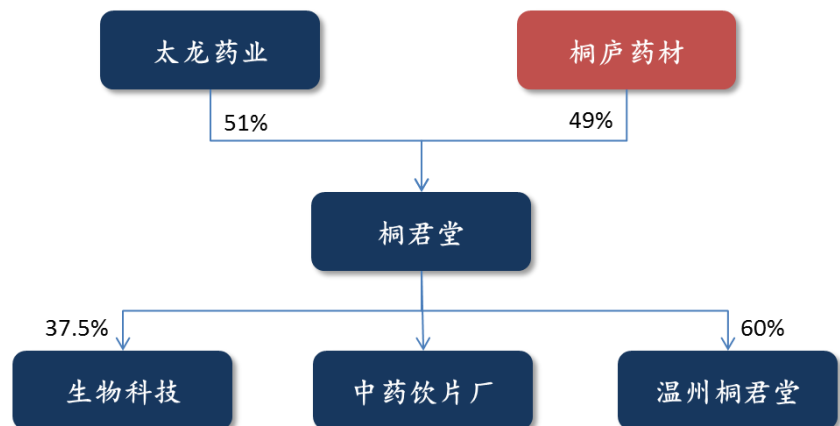 太龙药业
桐庐药材
51%
49%
桐君堂
37.5%
60%
生物科技
中药饮片厂
温州桐君堂